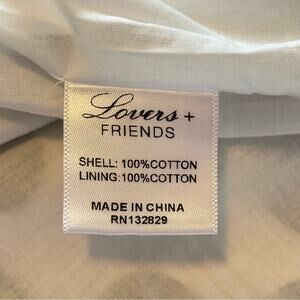 Lovers +
FRIENDS
SHELL: 100%COTTON
LINING:100%COTTON
MADE IN CHINA
RN132829